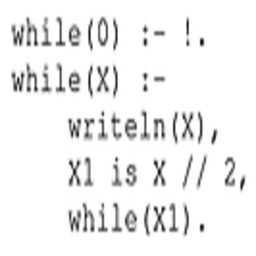 while(0) :- !.
while(X) :-
    writeln(X),
    X1 is X // 2,
    while(X1).